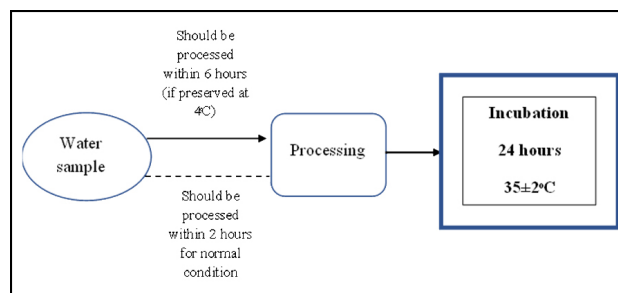 Should be
processed
within 6 hours
(if preserved at
4ºC)
Water
sample
Processing
Incubation
24 hours
35±2ºC
Should be
processed
within 2 hours
for normal
condition